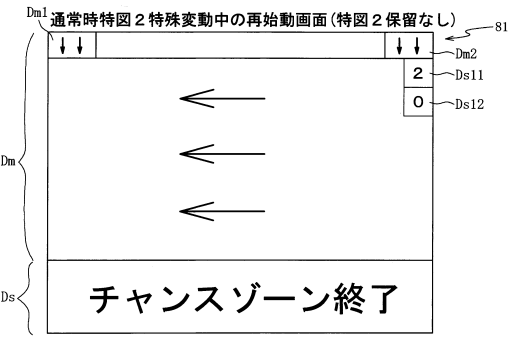 Dm1
通常時特図２特殊変動中の再始動画面(特図２保留なし)
81
Dm2
2
Ds11
0
Ds12
Dm
Ds
チャンスゾーン終了